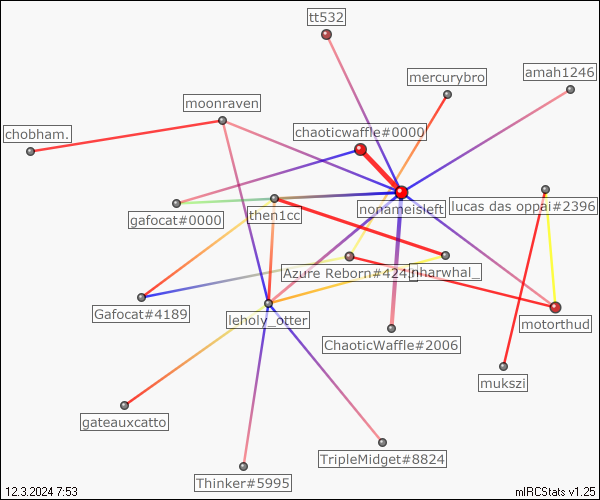 tt532
mercurybro
amah1246
moonraven
chobham.
chaoticwaffle#0000
nonameisleft
lucas das oppai#2396
gafocat#0000
then1cc
Azure Reborn#424
narwhal_
Gafocat#4189
leholy_otter
motorthud
ChaoticWaffle#2006
mukszi
gateauxcatto
TripleMidget#8824
Thinker#5995
12.3.2024 7:53
mIRCStats v1.25